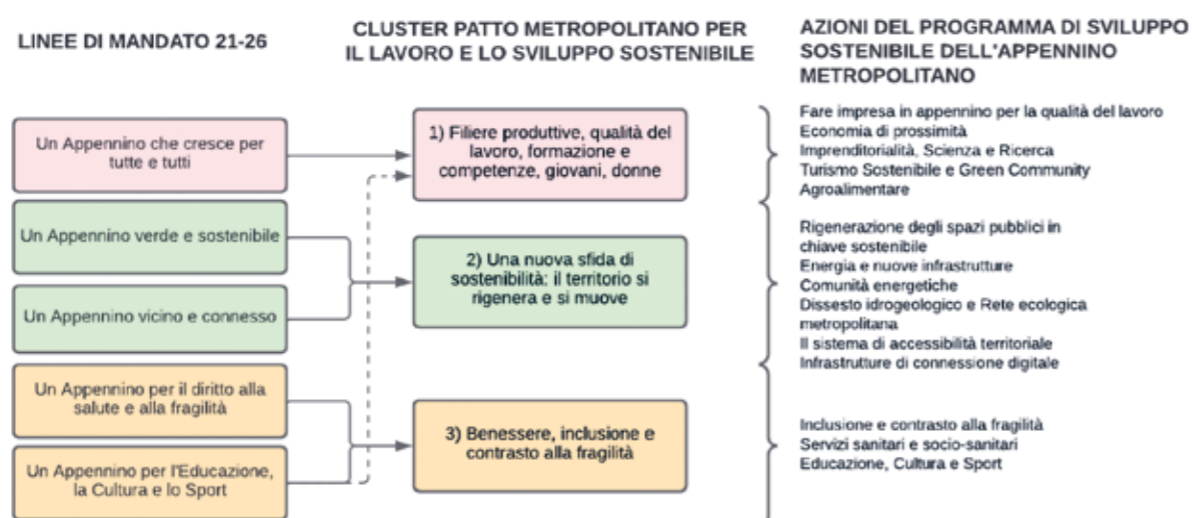 LINEE DI MANDATO 21-26
CLUSTER PATTO METROPOLITANO PER
IL LAVORO E LO SVILUPPO SOSTENIBILE
AZIONI DEL PROGRAMMA DI SVILUPPO
SOSTENIBILE DELL'APPENNINO
METROPOLITANO
Un Appennino che cresce per
tutte e tutti
Un Appennino verde e sostenibile
Un Appennino vicino e connesso
Un Appennino per il diritto alla
salute e alla fragilità
Un Appennino per l'Educazione,
la Cultura e lo Sport
1) Filiere produttive, qualità del
lavoro, formazione e
competenze, giovani, donne
2) Una nuova sfida di
sostenibilità: il territorio si
rigenera e si muove
3) Benessere, inclusione e
contrasto alla fragilità
Fare impresa in appennino per la qualità del lavoro
Economia di prossimità
Imprenditorialità, Scienza e Ricerca
Turismo Sostenibile e Green Community
Agroalimentare
Rigenerazione degli spazi pubblici in
chiave sostenibile
Energia e nuove infrastrutture
Comunità energetiche
Dissesto idrogeologico e Rete ecologica
metropolitana
Il sistema di accessibilità territoriale
Infrastrutture di connessione digitale
Inclusione e contrasto alla fragilità
Servizi sanitari e socio-sanitari
Educazione, Cultura e Sport